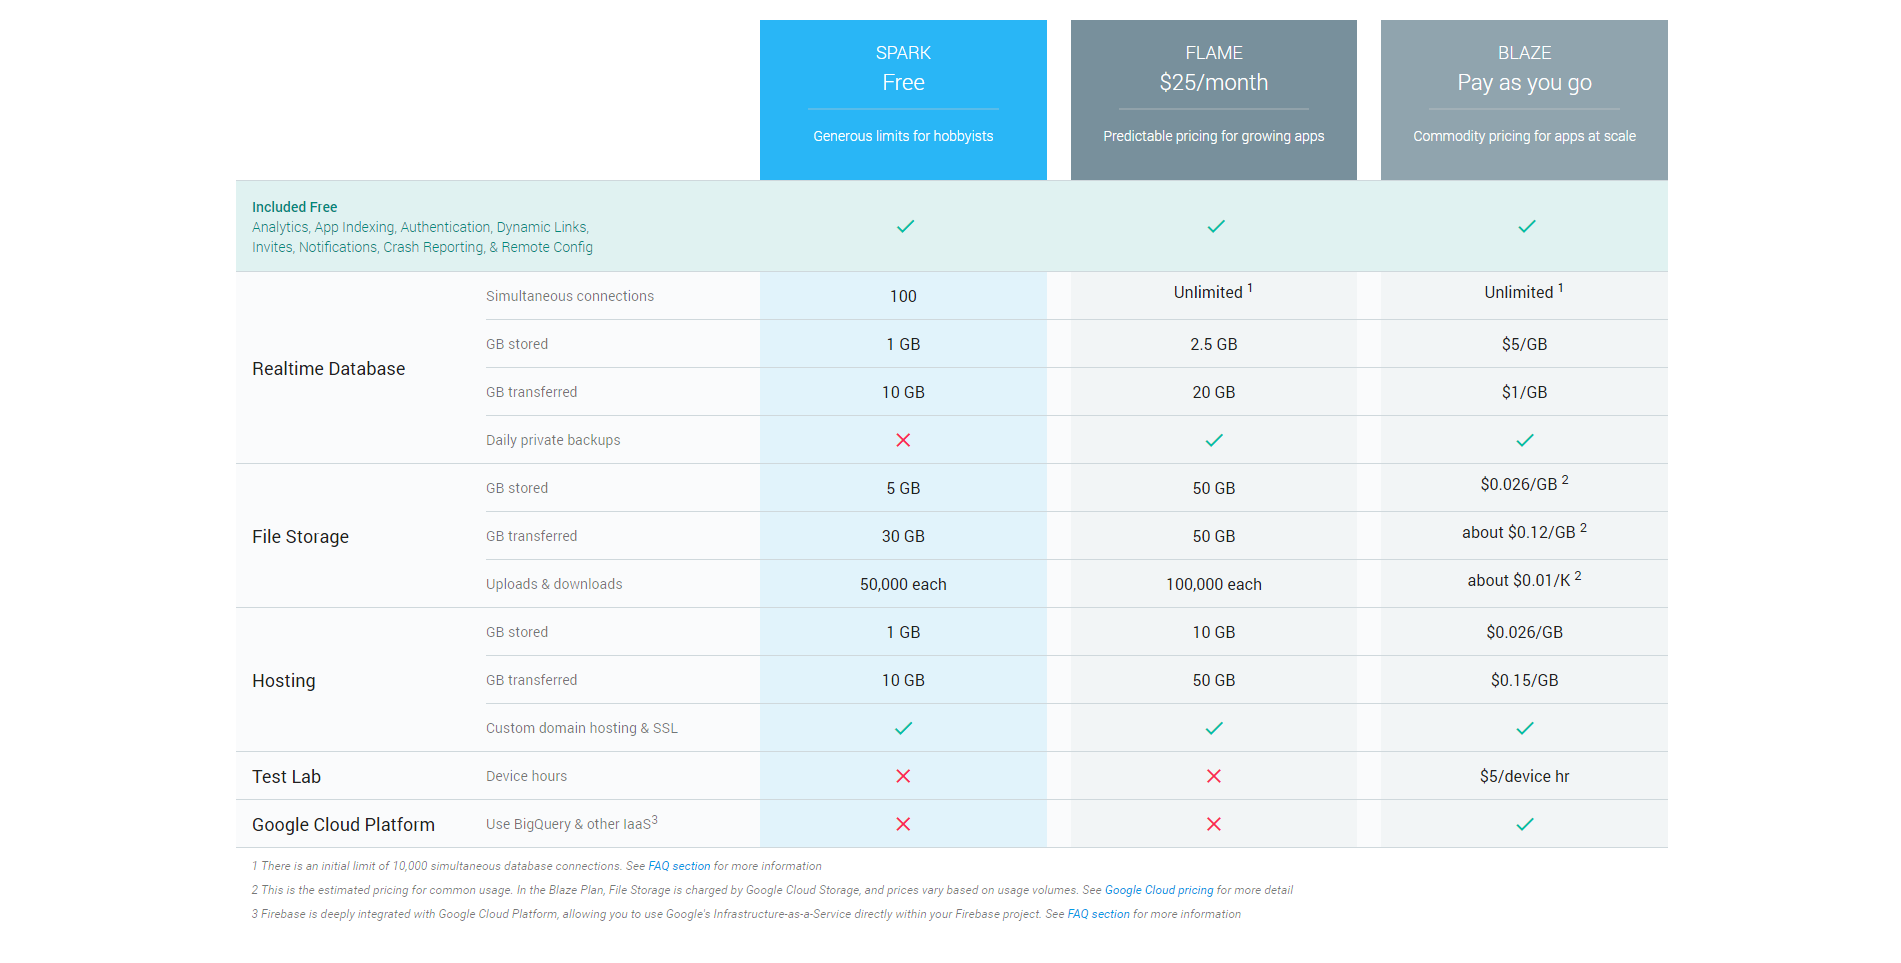 SPARK
Free
Generous limits for hobbyists
FLAME
$25/month
Predictable pricing for growing apps
BLAZE
Pay as you go
Commodity pricing for apps at scale
Included Free
Analytics, App Indexing, Authentication, Dynamic Links,
Invites, Notifications, Crash Reporting, & Remote Config
Realtime Database
Simultaneous connections 100 Unlimited 1 Unlimited 1
GB stored 1 GB 2.5 GB $5/GB
GB transferred 10 GB 20 GB $1/GB
Daily private backups
File Storage
GB stored 5 GB 50 GB $0.026/GB 2
GB transferred 30 GB 50 GB about $0.12/GB 2
Uploads & downloads 50,000 each 100,000 each about $0.01/K 2
Hosting
GB stored 1 GB 10 GB $0.026/GB
GB transferred 10 GB 50 GB $0.15/GB
Custom domain hosting & SSL
Test Lab Device hours $5/device hr
Google Cloud Platform Use BigQuery & other IaaS3
1 There is an initial limit of 10,000 simultaneous database connections. See FAQ section for more information
2 This is the estimated pricing for common usage. In the Blaze Plan, File Storage is charged by Google Cloud Storage, and prices vary based on usage volumes. See Google Cloud pricing for more detail
3 Firebase is deeply integrated with Google Cloud Platform, allowing you to use Google's Infrastructure-as-a-Service directly within your Firebase project. See FAQ section for more information